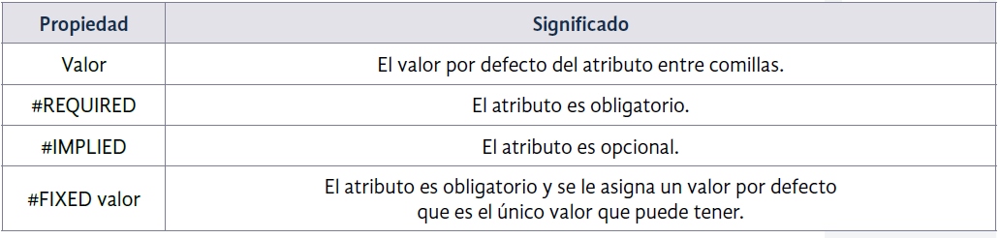 Propiedad Significado
Valor El valor por defecto del atributo entre comillas.
#REQUIRED El atributo es obligatorio.
#IMPLIED El atributo es opcional.
#FIXED valor El atributo es obligatorio y se le asigna un valor por defecto
que es el único valor que puede tener.